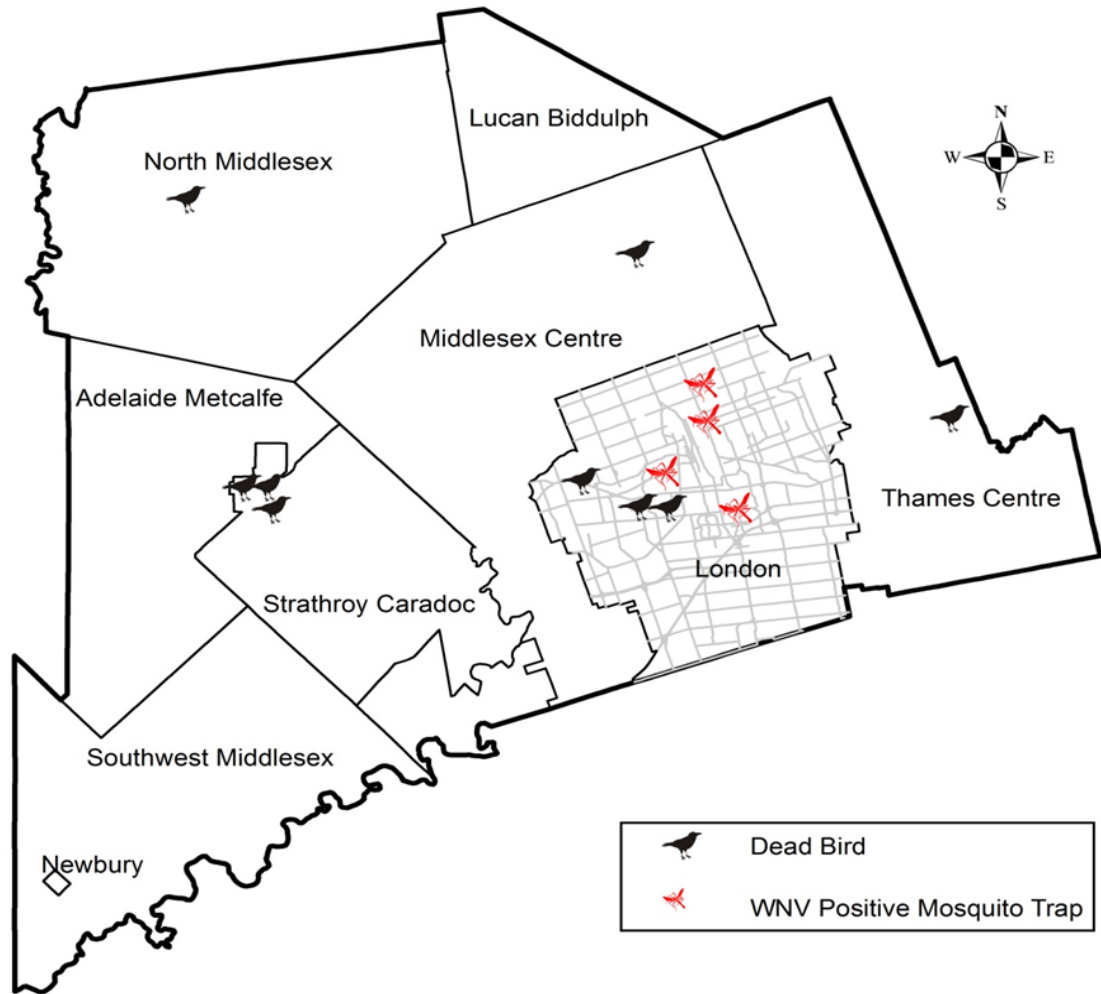 Lucan Biddulph
N
North Middlesex
W
E
S
Middlesex Centre
Adelaide Metcalfe
Thames Centre
London
Strathroy Caradoc
Southwest Middlesex
Newbury
Dead Bird
WNV Positive Mosquito Trap